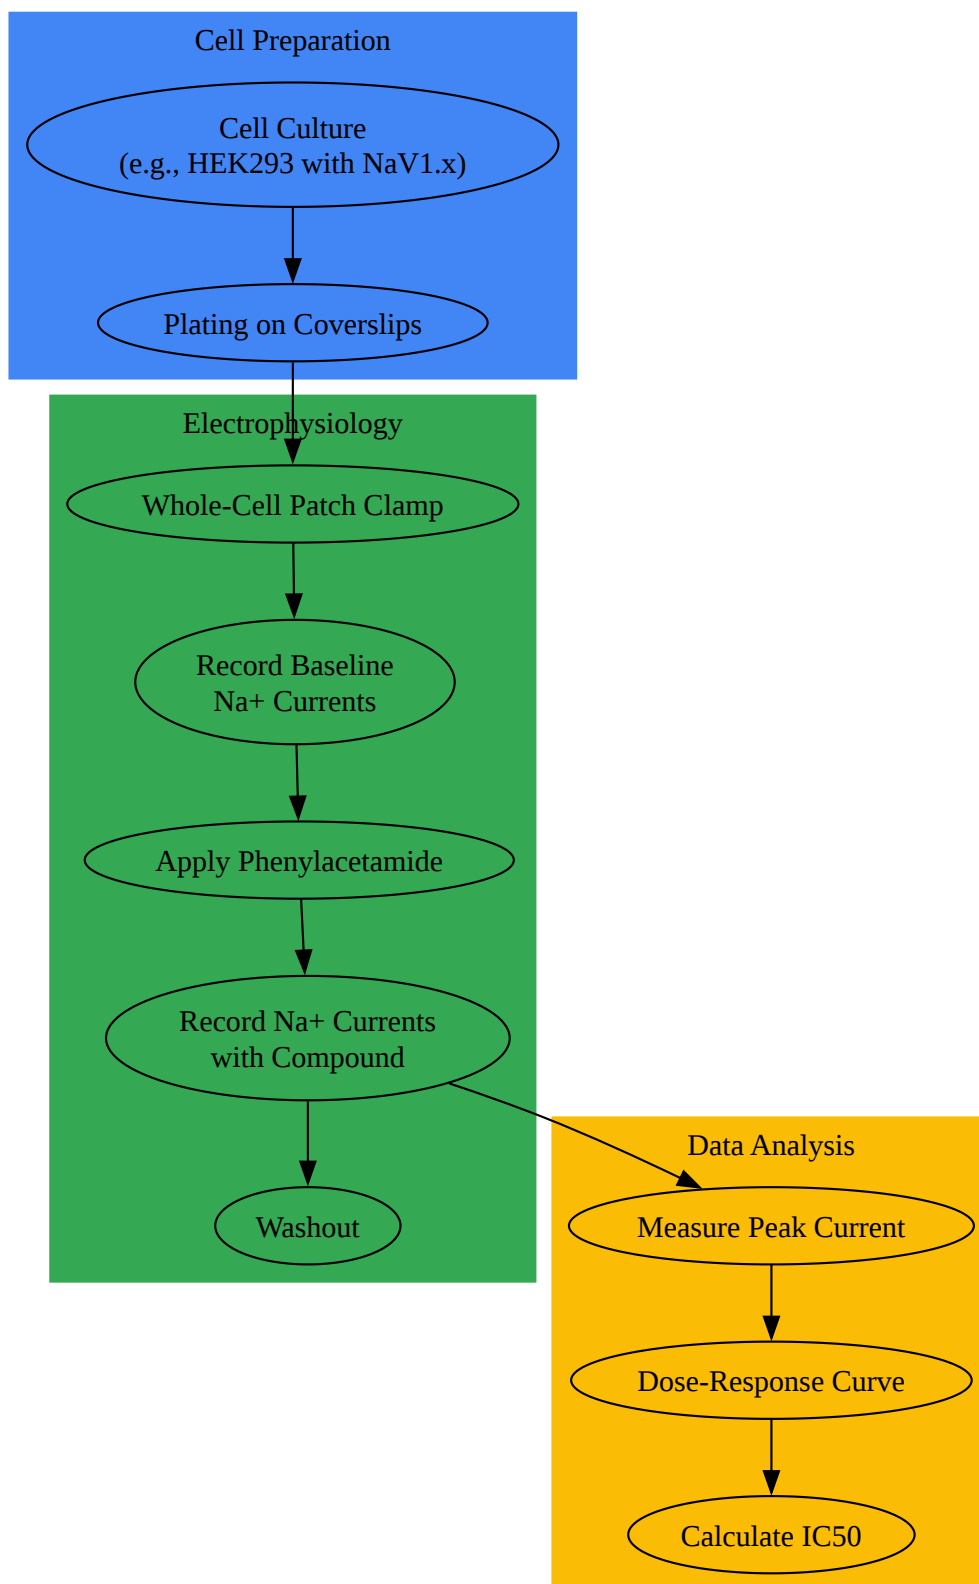 Cell Preparation
Cell Culture
(e.g., HEK293 with NaV1.x)
Plating on Coverslips
Electrophysiology
Whole-Cell Patch Clamp
Record Baseline
Na+ Currents
Apply Phenylacetamide
Record Na+ Currents
with Compound
Washout
Data Analysis
Measure Peak Current
Dose-Response Curve
Calculate IC50